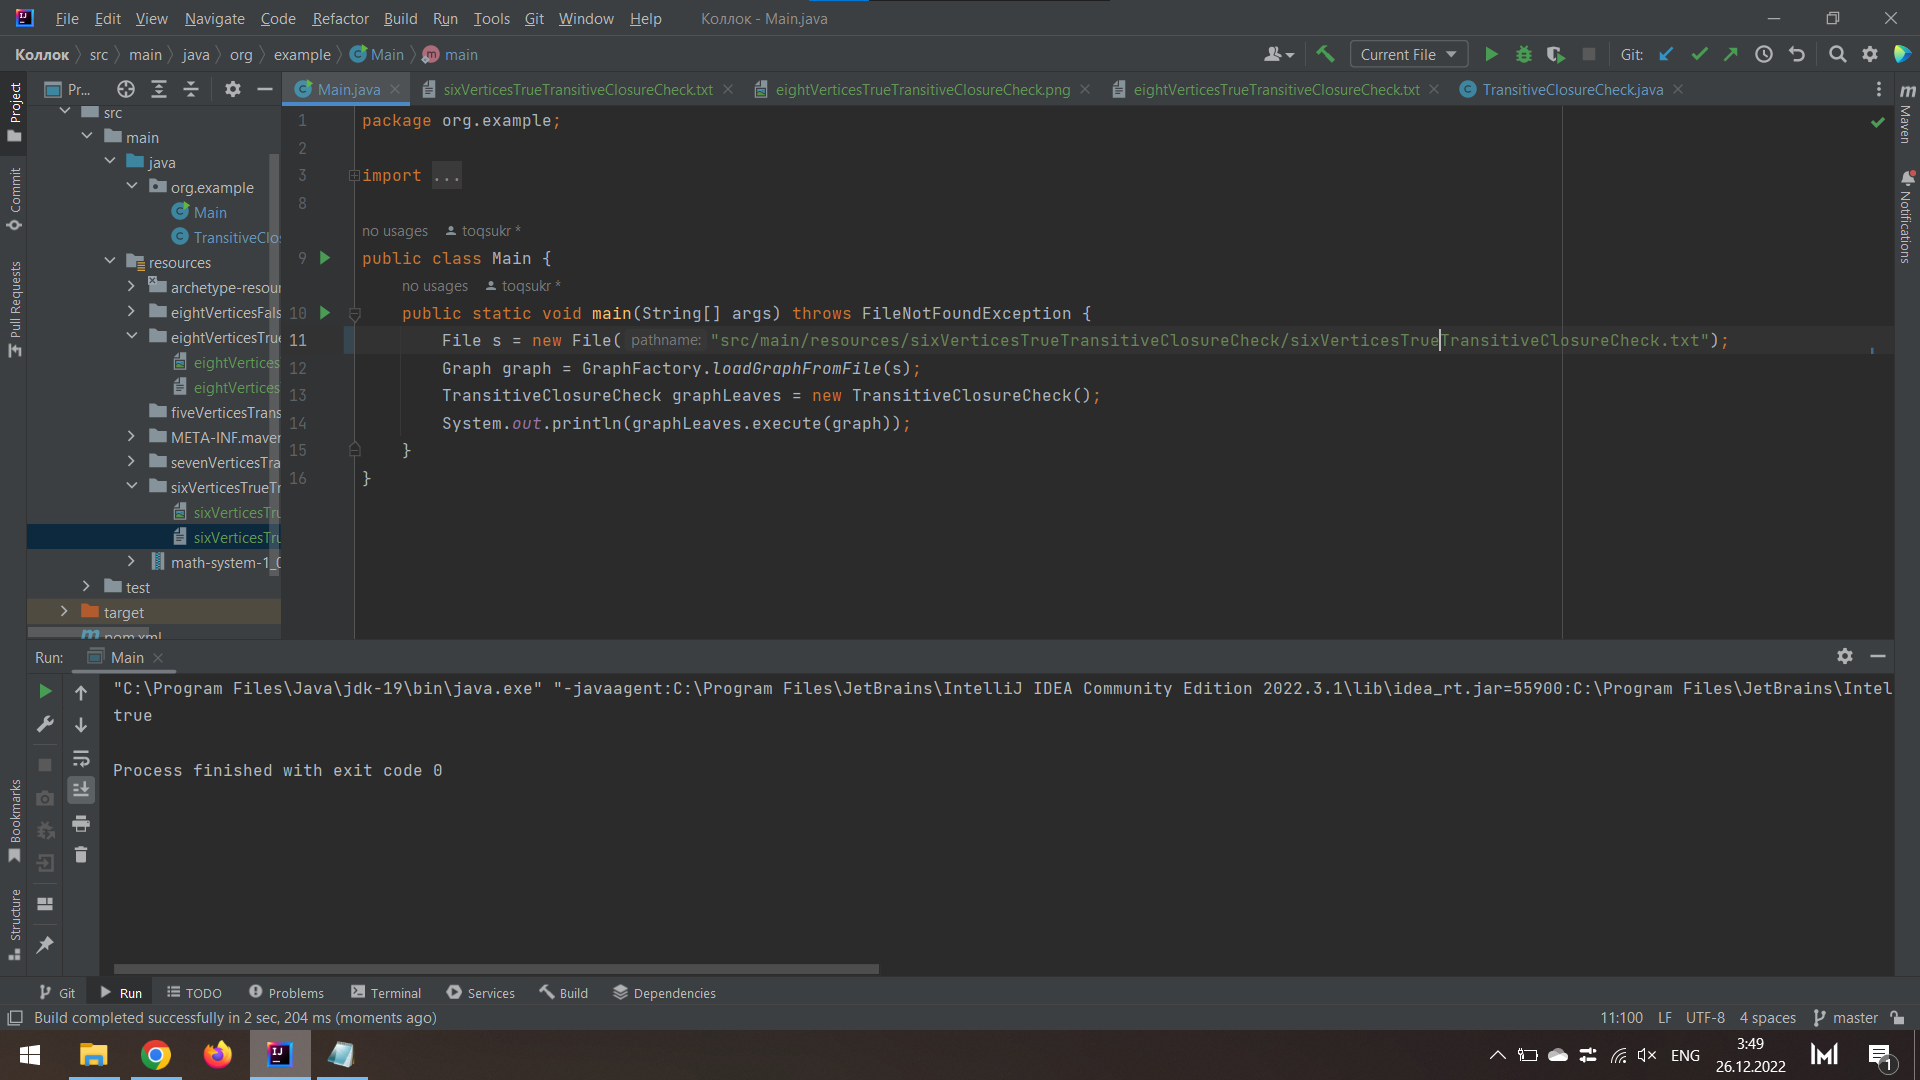 File Edit View Navigate Code Refactor Build Run Tools Git Window Help Коллок - Main.java
Коллок src main java org example Main main Current File Git:
Pr... Main.java sixVerticesTrueTransitiveClosureCheck.txt eightVerticesTrueTransitiveClosureCheck.png eightVerticesTrueTransitiveClosureCheck.txt TransitiveClosureCheck.java
Project
Commit
Pull Requests
Bookmarks
Structure
src
main
java
org.example
Main
TransitiveClo
resources
archetype-resour
eightVerticesFals
eightVerticesTrue
eightVertices
eightVertices
fiveVerticesTrans
META-INF.maven
sevenVerticesTra
sixVerticesTrueTr
sixVerticesTru
sixVerticesTru
math-system-1_0
test
target
pom.xml
1 package org.example;
2
3 import ...
8
no usages toqsukr *
9 public class Main {
no usages toqsukr *
10 public static void main(String[] args) throws FileNotFoundException {
11 File s = new File( pathname: "src/main/resources/sixVerticesTrueTransitiveClosureCheck/sixVerticesTrueTransitiveClosureCheck.txt");
12 Graph graph = GraphFactory.loadGraphFromFile(s);
13 TransitiveClosureCheck graphLeaves = new TransitiveClosureCheck();
14 System.out.println(graphLeaves.execute(graph));
15 }
16 }
Maven
Notifications
Run: Main
"C:\Program Files\Java\jdk-19\bin\java.exe" "-javaagent:C:\Program Files\JetBrains\IntelliJ IDEA Community Edition 2022.3.1\lib\idea_rt.jar=55900:C:\Program Files\JetBrains\Intel
true
Process finished with exit code 0
Git Run TODO Problems Terminal Services Build Dependencies
Build completed successfully in 2 sec, 204 ms (moments ago) 11:100 LF UTF-8 4 spaces master
ENG 3:49
26.12.2022
1